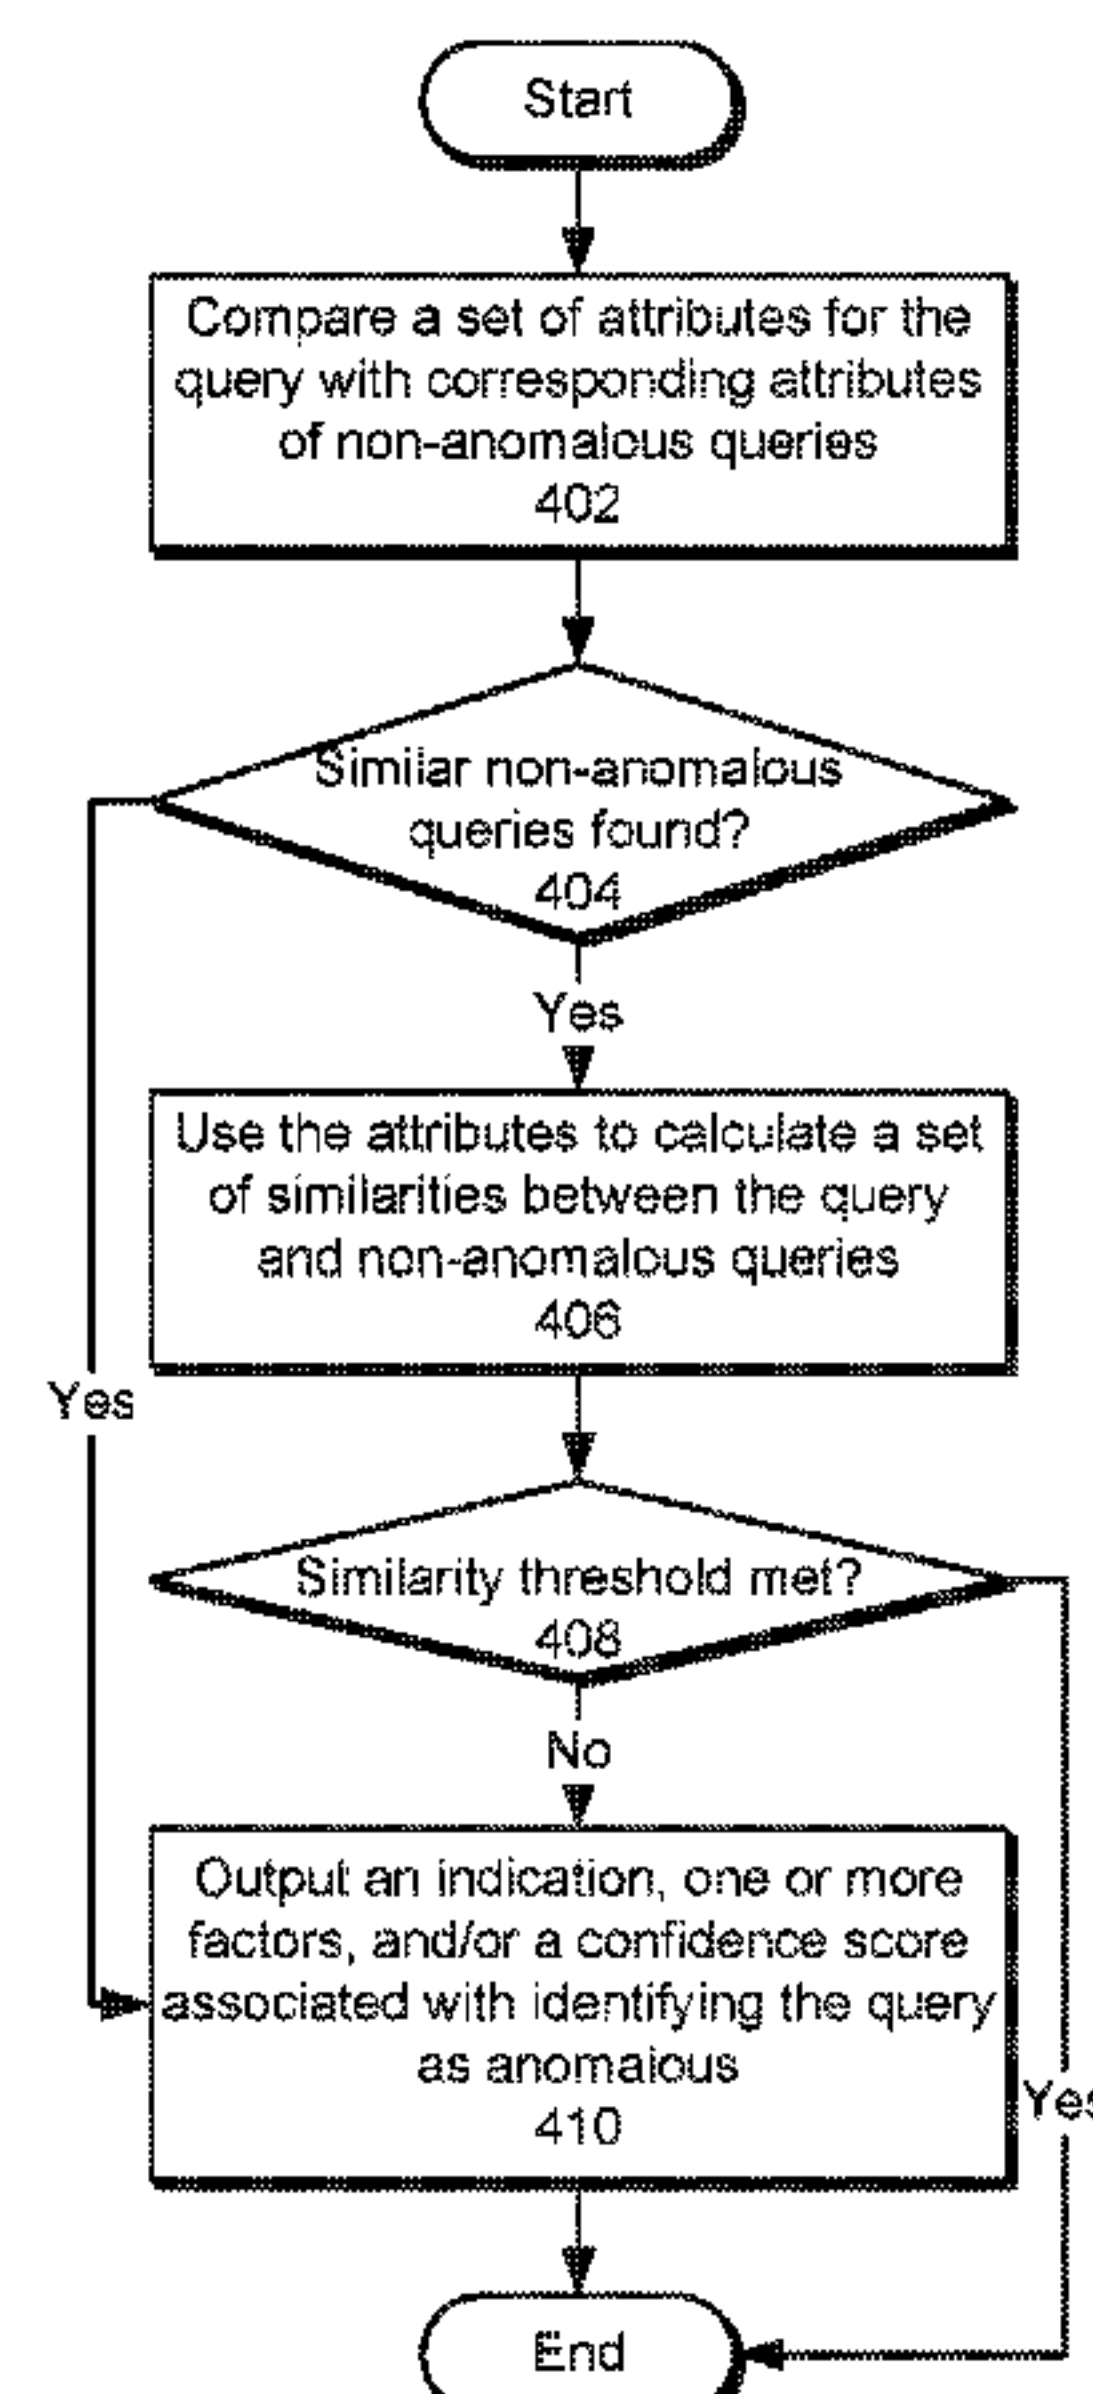 Start
Compare a set of attributes for the
query with corresponding attributes
of non-anomalous queries
402
Similar non-anomalous
queries found?
404
Yes
Use the attributes to calculate a set
of similarities between the query
and non-anomalous queries
406
Yes
Similarity threshold met?
408
No
Output an indication, one or more
factors, and/or a confidence score
associated with identifying the query
as anomalous
410
Yes
End